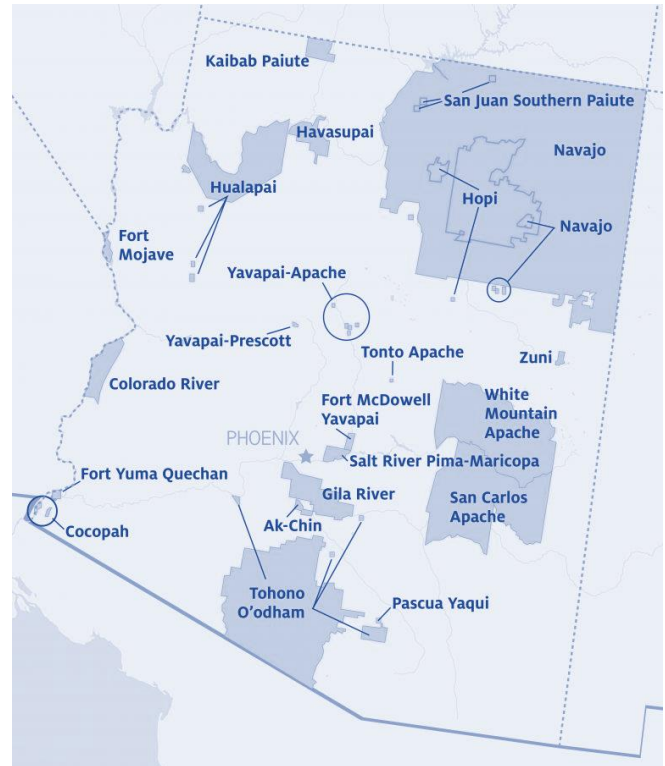 Kaibab Paiute
San Juan Southern Paiute
Havasupai
Navajo
Hualapai
Hopi
Fort
Mojave
Navajo
Yavapai-Apache
Yavapai-Prescott
Tonto Apache
Zuni
Colorado River
Fort McDowell
Yavapai
White
Mountain
Apache
PHOENIX
Salt River Pima-Maricopa
Fort Yuma Quechan
Gila River
San Carlos
Apache
Ak-Chin
Cocopah
Tohono
O'odham
Pascua Yaqui